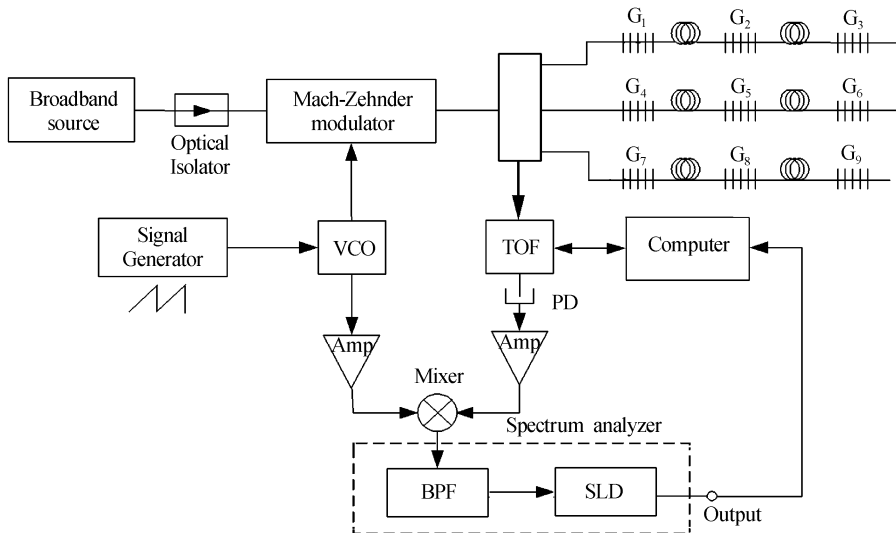 G1
G2
G3
Broadband
source
Optical
Isolator
Mach-Zehnder
modulator
G4
G5
G6
G7
G8
G9
Signal
Generator
VCO
TOF
Computer
PD
Amp
Amp
Mixer
Spectrum analyzer
BPF
SLD
Output